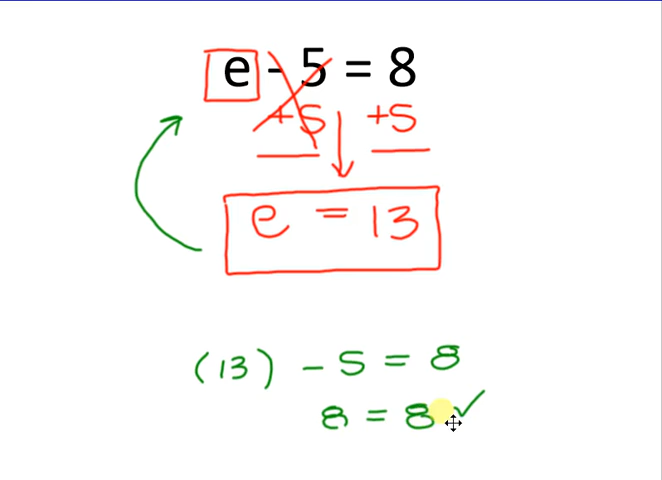 e - 5 = 8
+5 +5
e = 13
(13) - 5 = 8
8 = 8 ✓